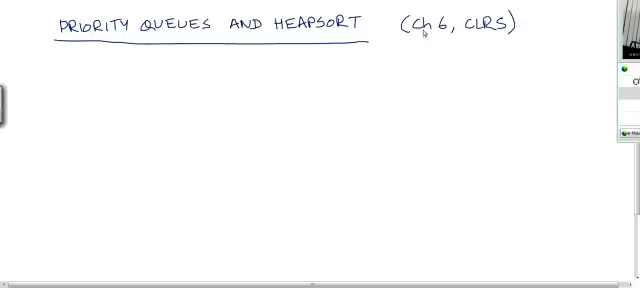 PRIORITY QUEUES AND HEAPSORT (Ch 6, CLRS)